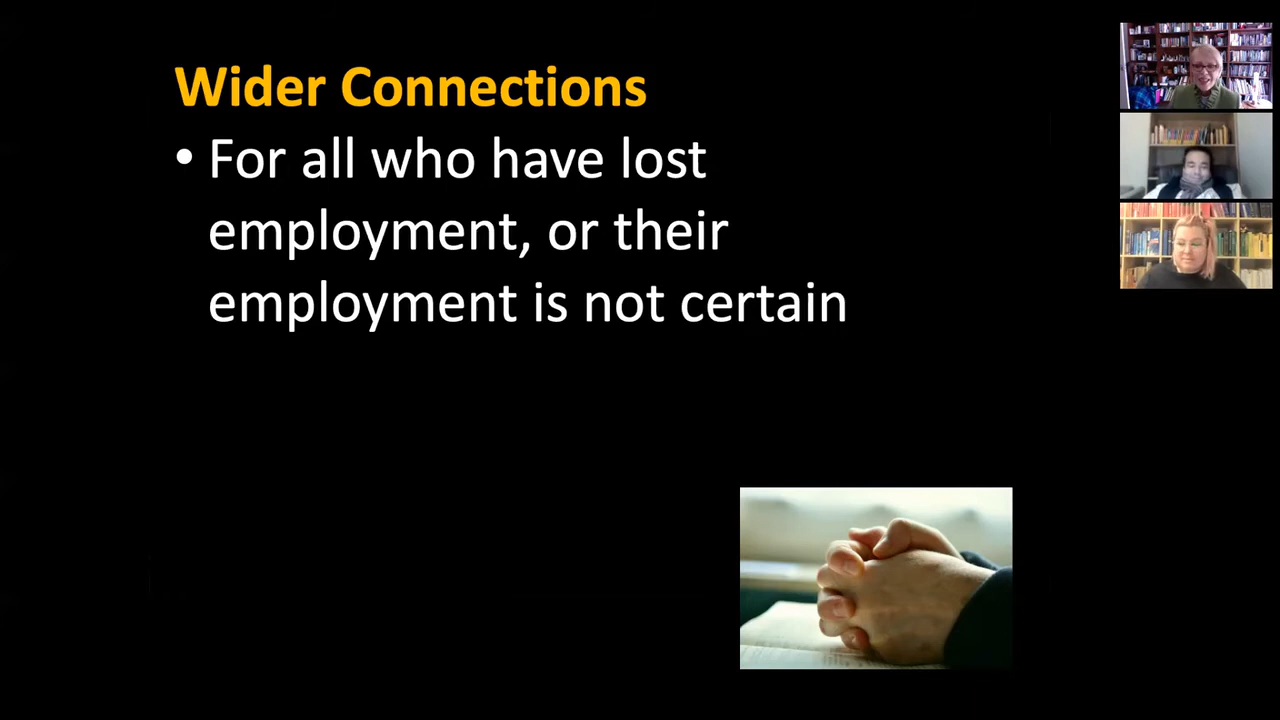 Wider Connections
• For all who have lost
employment, or their
employment is not certain